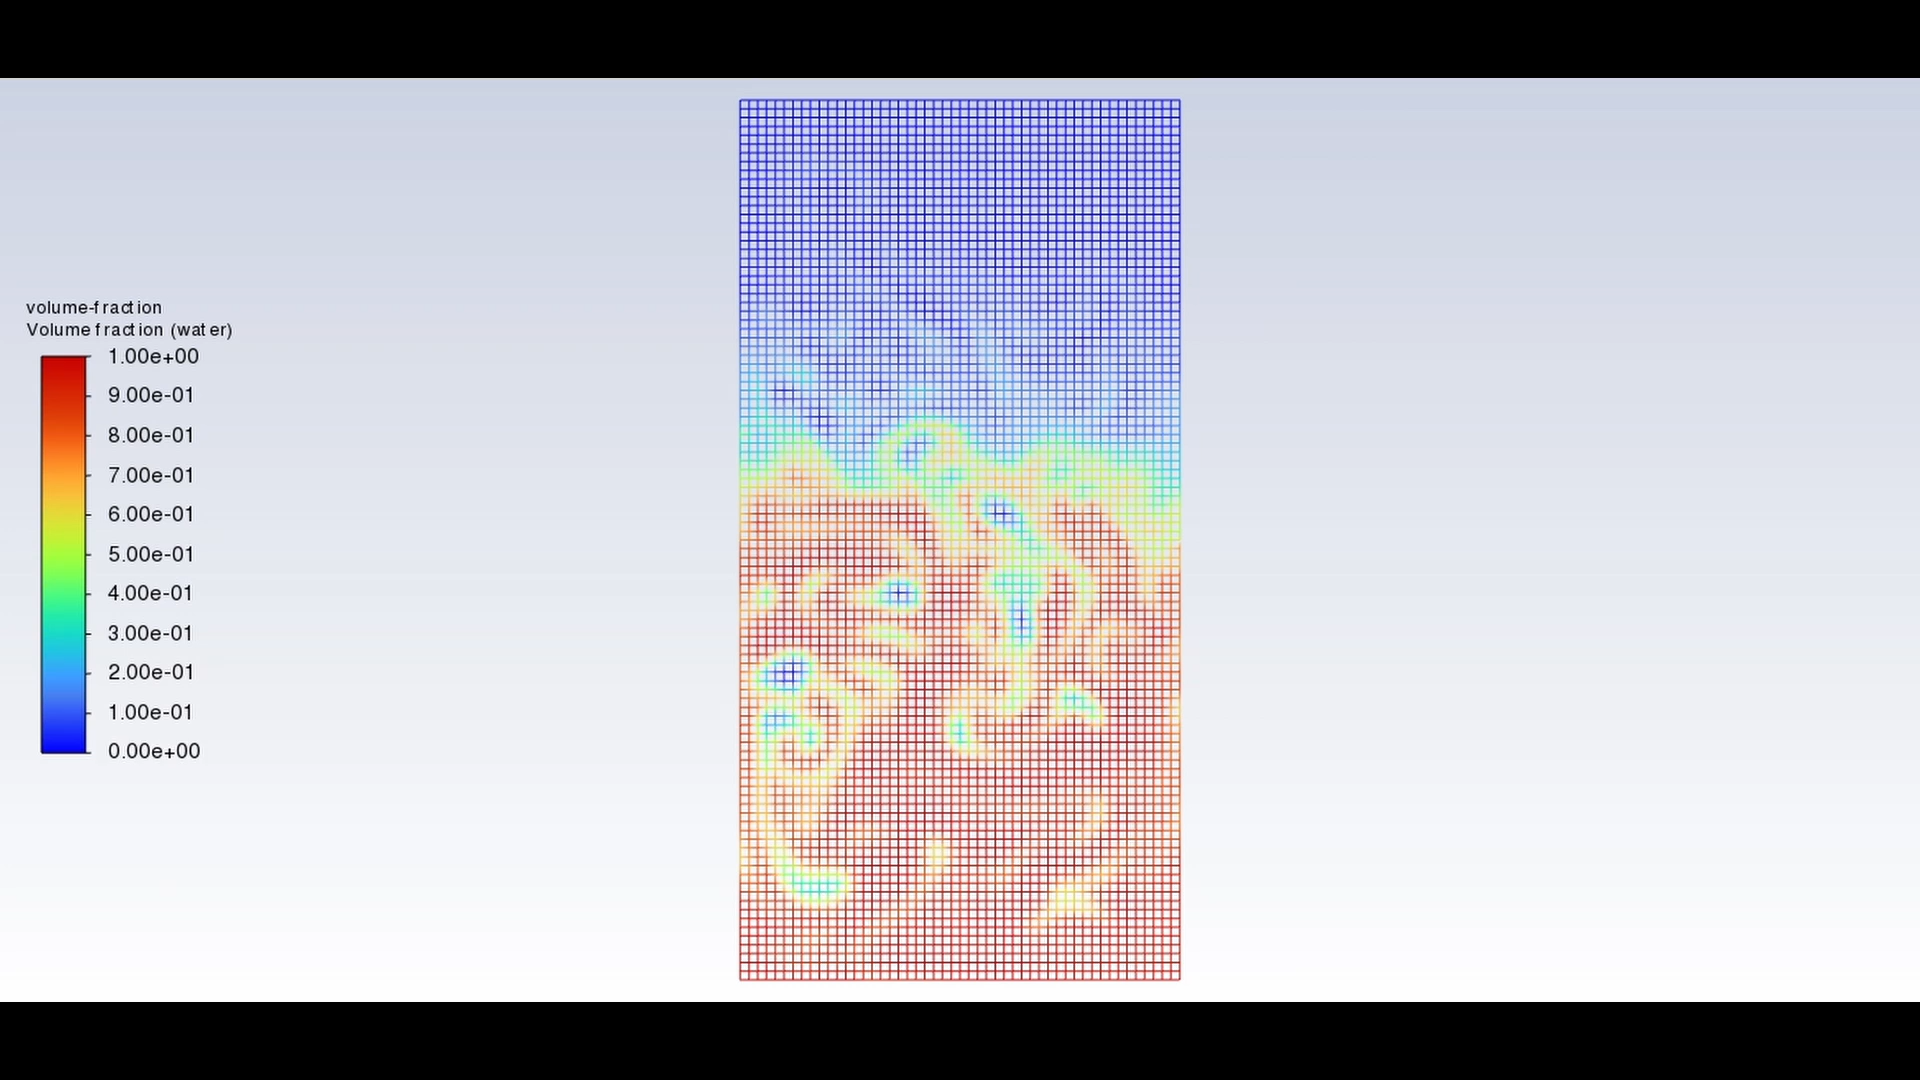 volume-fraction
Volume fraction (water)
1.00e+00
9.00e-01
8.00e-01
7.00e-01
6.00e-01
5.00e-01
4.00e-01
3.00e-01
2.00e-01
1.00e-01
0.00e+00